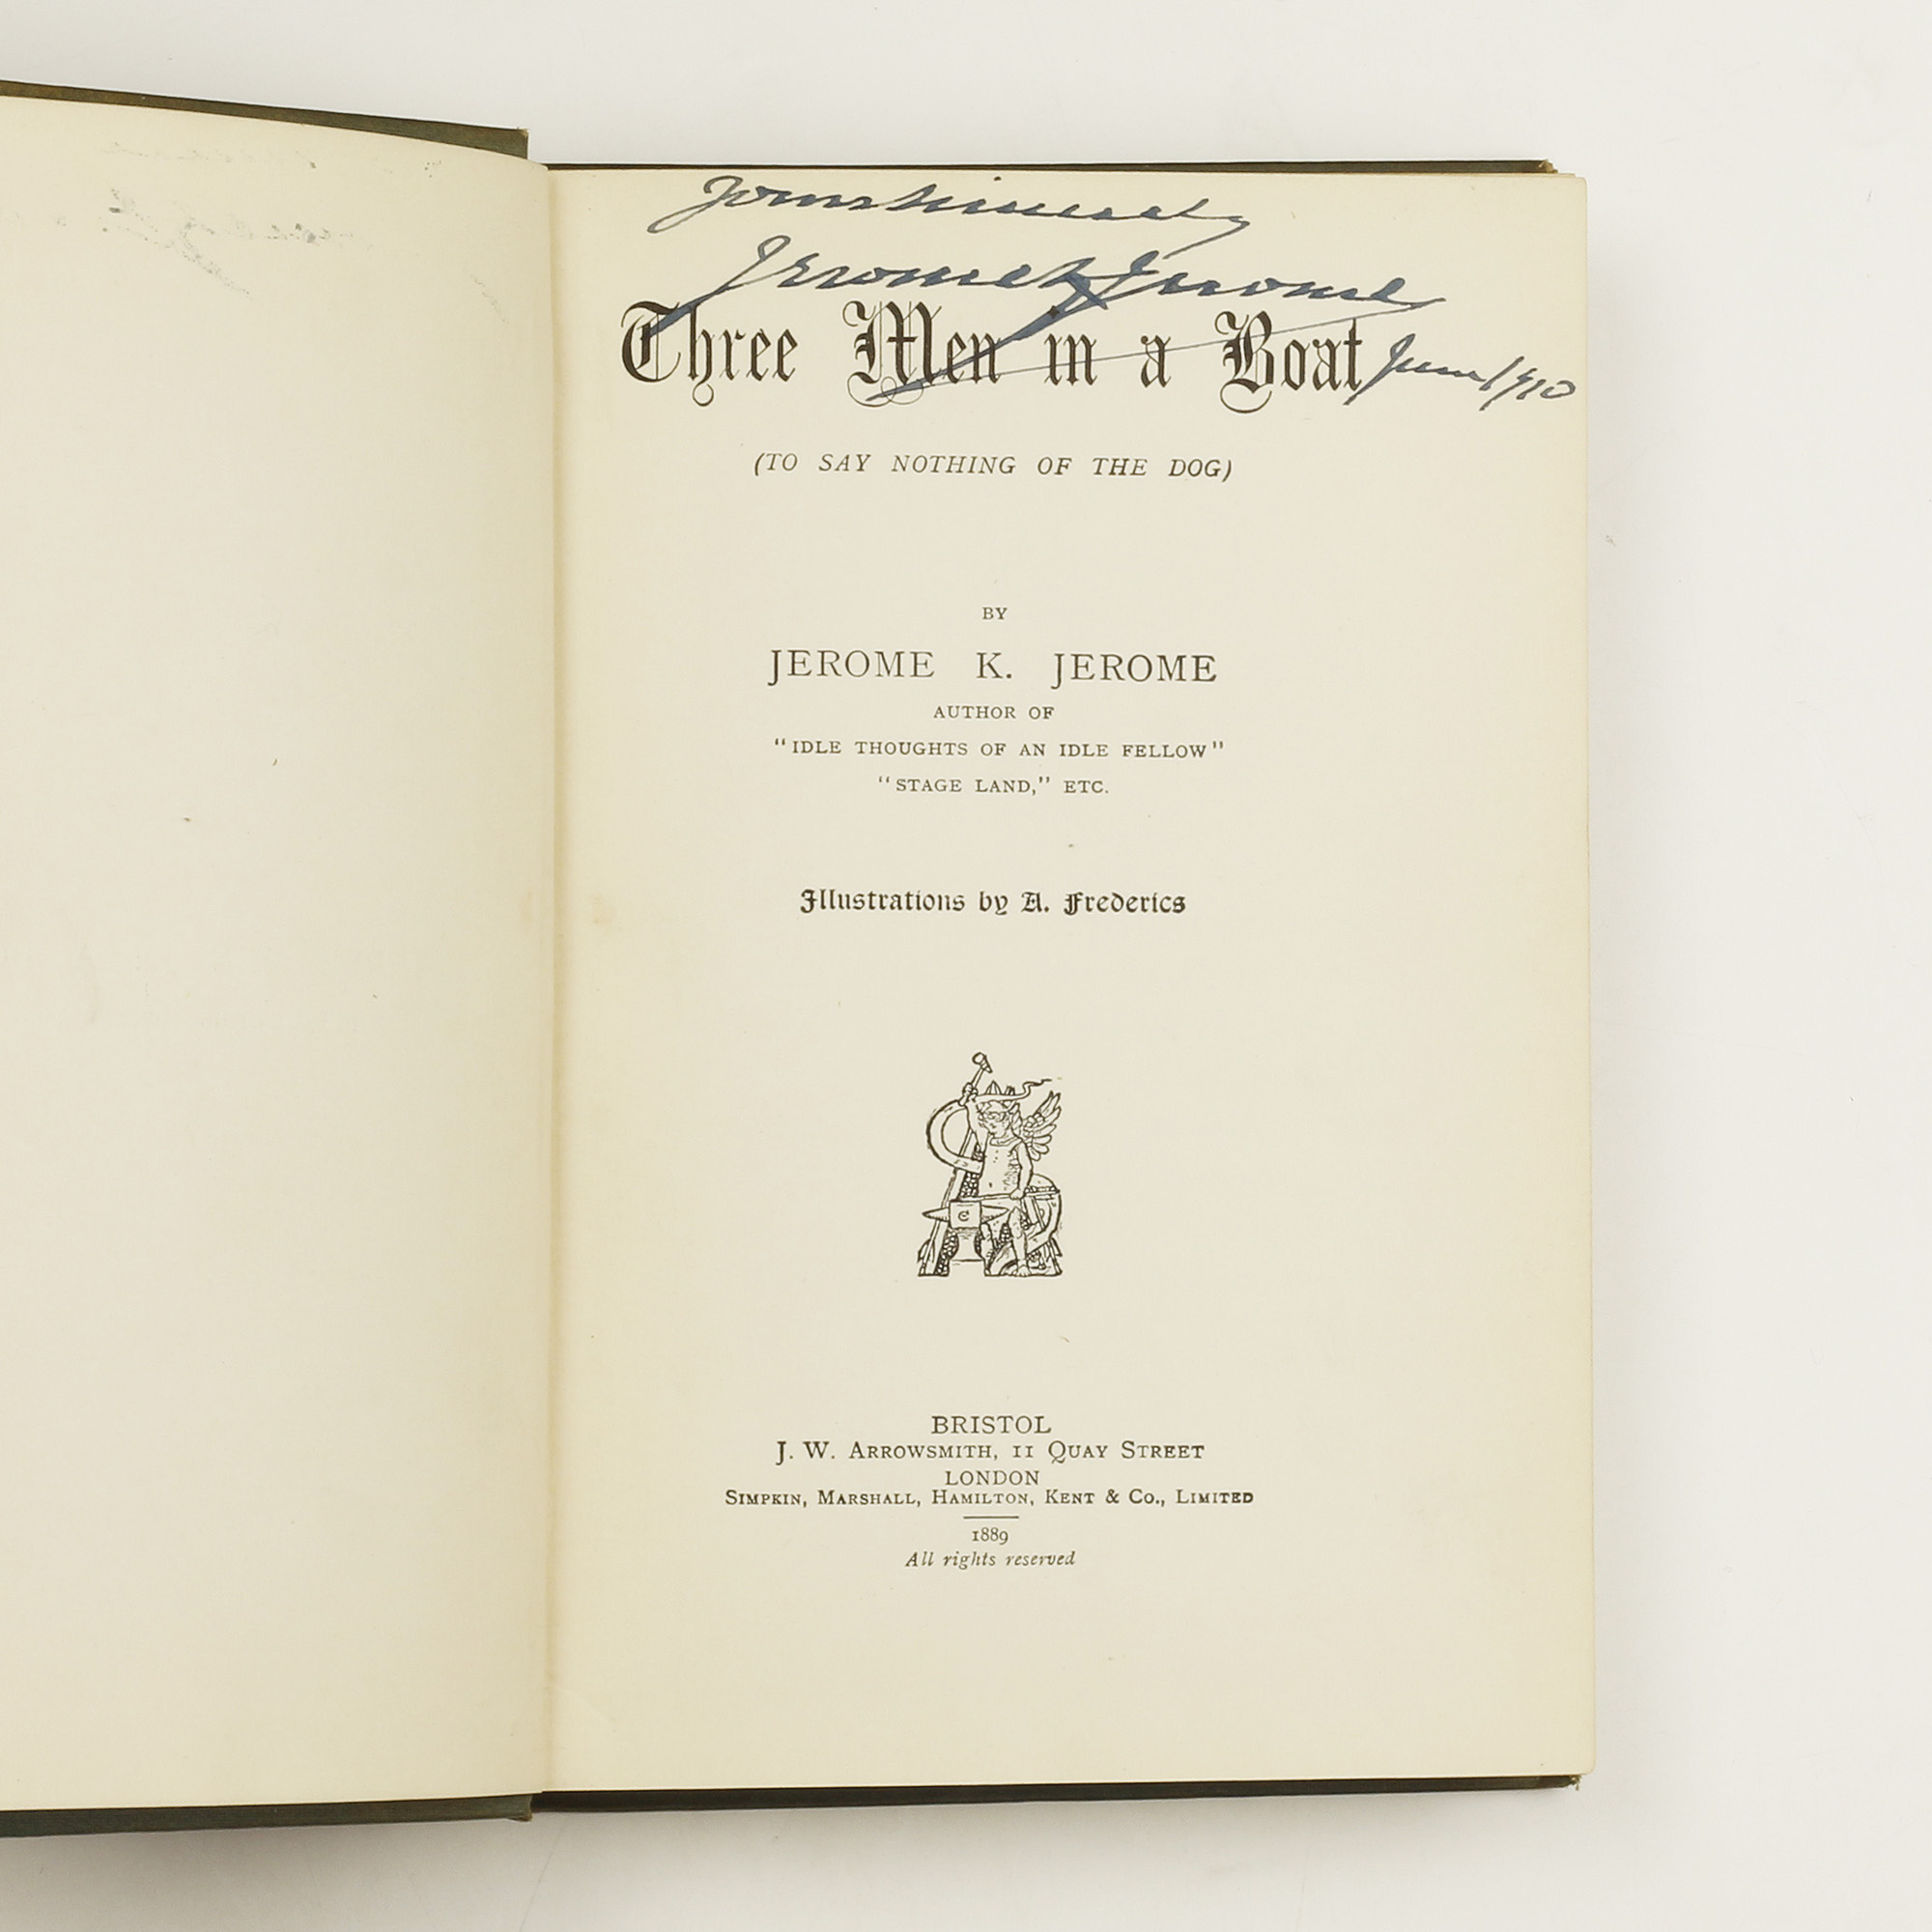 Yours sincerely
Jerome K Jerome
Three Men in a Boat
June 1910
(TO SAY NOTHING OF THE DOG)
BY
JEROME K. JEROME
AUTHOR OF
"IDLE THOUGHTS OF AN IDLE FELLOW"
"STAGE LAND," ETC.
Illustrations by A. Frederics
C
BRISTOL
J. W. ARROWSMITH, 11 QUAY STREET
LONDON
SIMPKIN, MARSHALL, HAMILTON, KENT & CO., LIMITED
1889
All rights reserved